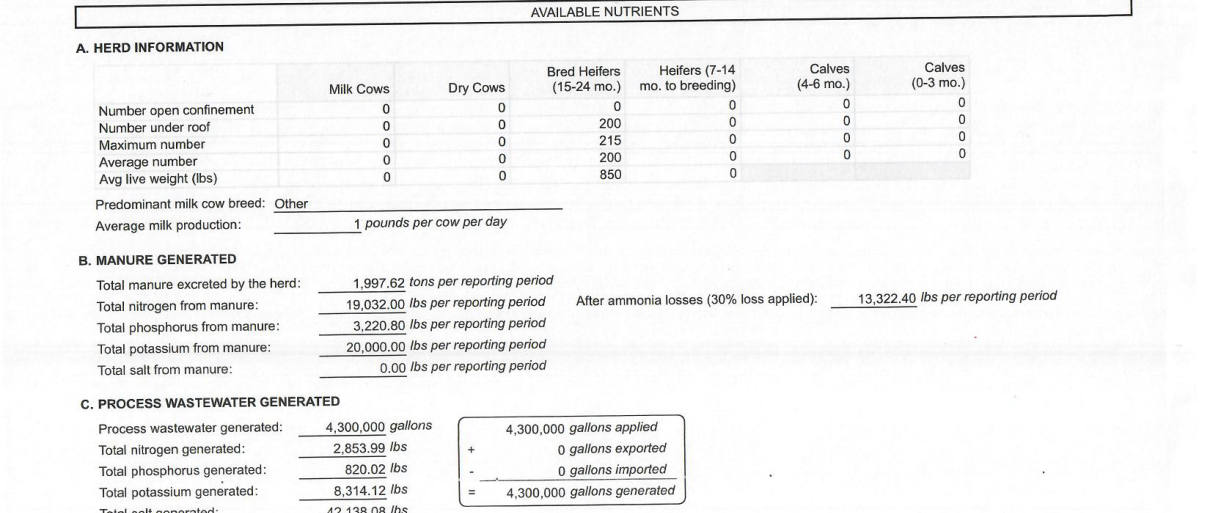 AVAILABLE NUTRIENTS
A. HERD INFORMATION
Milk Cows Dry Cows Bred Heifers (15-24 mo.) Heifers (7-14 mo. to breeding) Calves (4-6 mo.) Calves (0-3 mo.)
Number open confinement 0 0 0 0 0 0
Number under roof 0 0 200 0 0 0
Maximum number 0 0 215 0 0 0
Average number 0 0 200 0 0 0
Avg live weight (lbs) 0 0 850 0
Predominant milk cow breed: Other
Average milk production: 1 pounds per cow per day
B. MANURE GENERATED
Total manure excreted by the herd: 1,997.62 tons per reporting period
Total nitrogen from manure: 19,032.00 lbs per reporting period After ammonia losses (30% loss applied): 13,322.40 lbs per reporting period
Total phosphorus from manure: 3,220.80 lbs per reporting period
Total potassium from manure: 20,000.00 lbs per reporting period
Total salt from manure: 0.00 lbs per reporting period
C. PROCESS WASTEWATER GENERATED
Process wastewater generated: 4,300,000 gallons 4,300,000 gallons applied
Total nitrogen generated: 2,853.99 lbs + 0 gallons exported
Total phosphorus generated: 820.02 lbs - 0 gallons imported
Total potassium generated: 8,314.12 lbs = 4,300,000 gallons generated
Total salt generated: 42,138.08 lbs